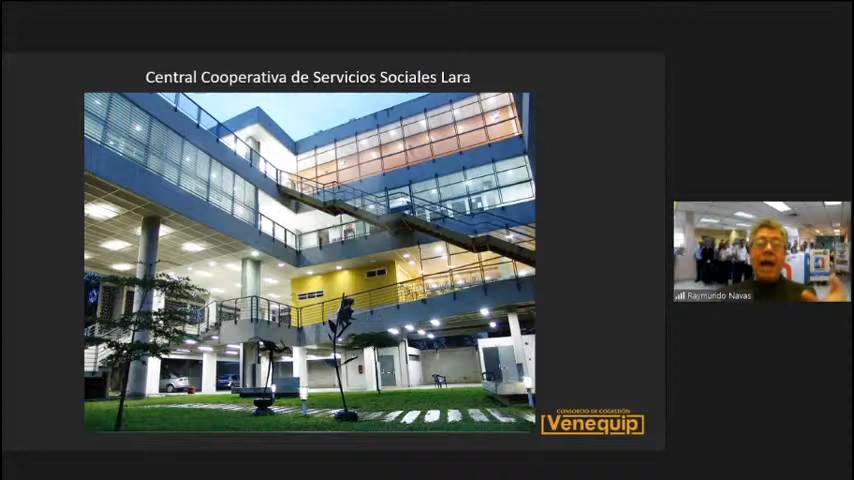 Central Cooperativa de Servicios Sociales Lara
CONSORCIO DE COGESTIÓN
Venequip
Raymundo Navas